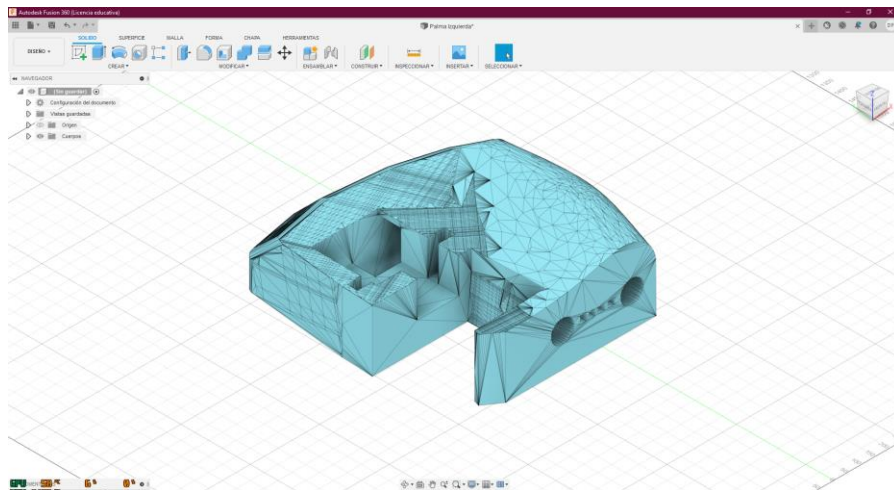 Autodesk Fusion 360 (Licencia educativa)
Palma Izquierda*
SÓLIDO SUPERFICIE MALLA FORMA CHAPA HERRAMIENTAS
DISEÑO
CREAR MODIFICAR ENSAMBLAR CONSTRUIR INSPECCIONAR INSERTAR SELECCIONAR
NAVEGADOR
(Sin guardar)
Configuración del documento
Vistas guardadas
Origen
Cuerpos